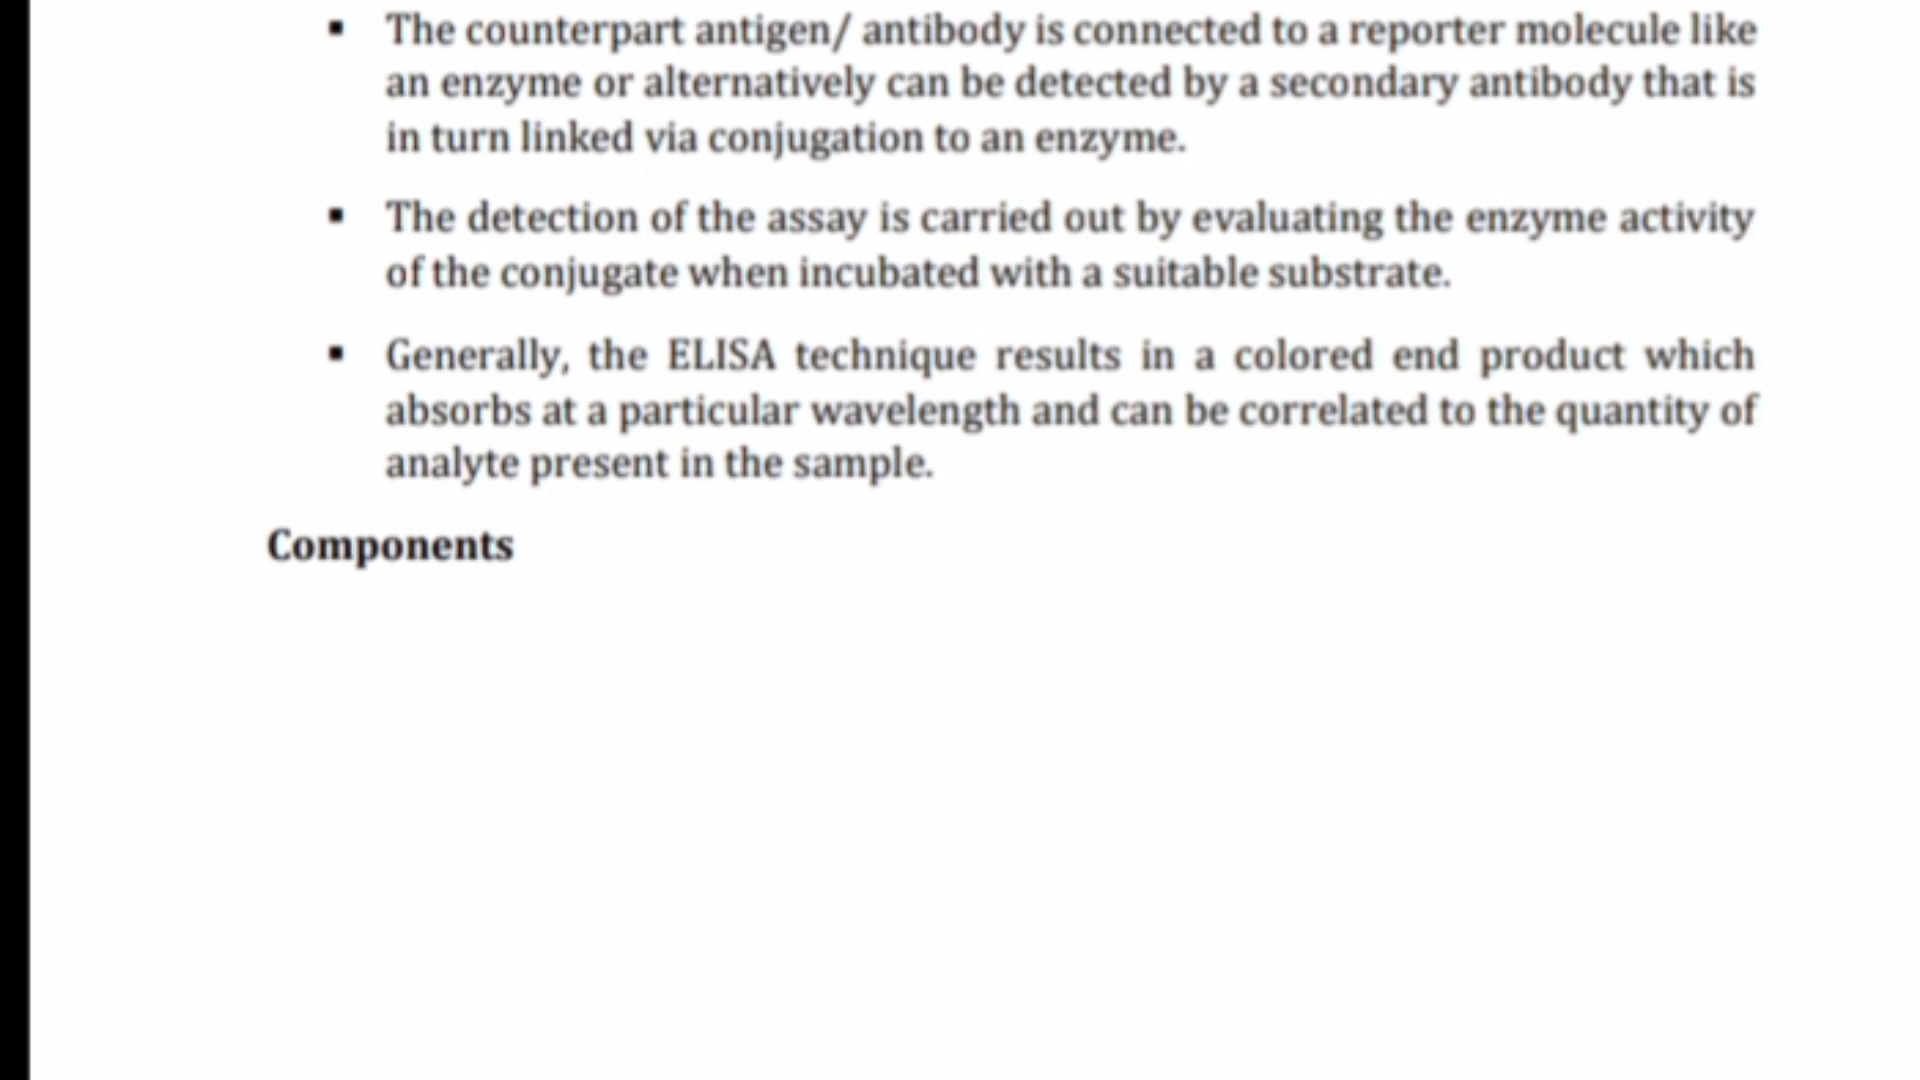 ▪ The counterpart antigen/ antibody is connected to a reporter molecule like
an enzyme or alternatively can be detected by a secondary antibody that is
in turn linked via conjugation to an enzyme.
▪ The detection of the assay is carried out by evaluating the enzyme activity
of the conjugate when incubated with a suitable substrate.
▪ Generally, the ELISA technique results in a colored end product which
absorbs at a particular wavelength and can be correlated to the quantity of
analyte present in the sample.
Components